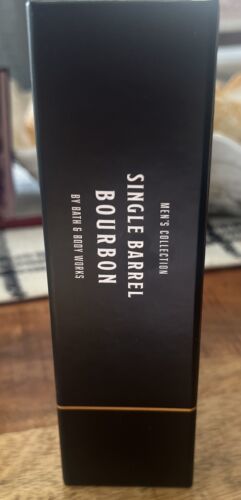 MEN'S COLLECTION
SINGLE BARREL
BOURBON
BY BATH & BODY WORKS